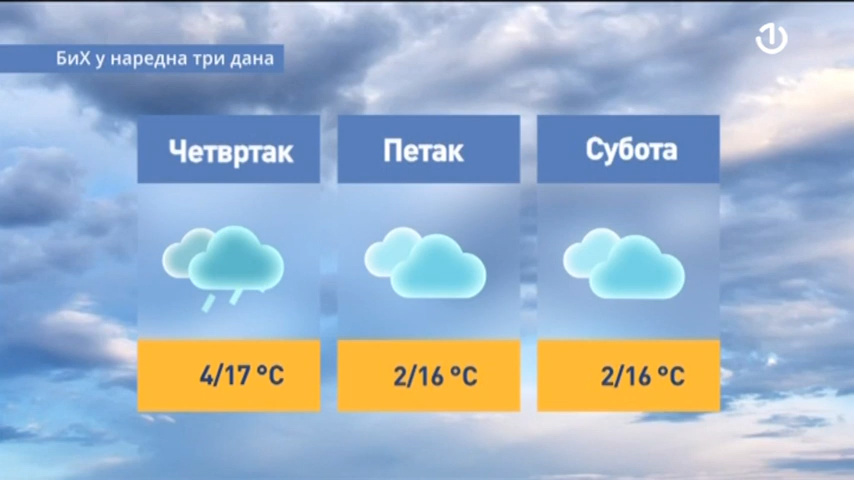 БиХ у наредна три дана
Четвртак
Петак
Субота
4/17 °C
2/16 °C
2/16 °C